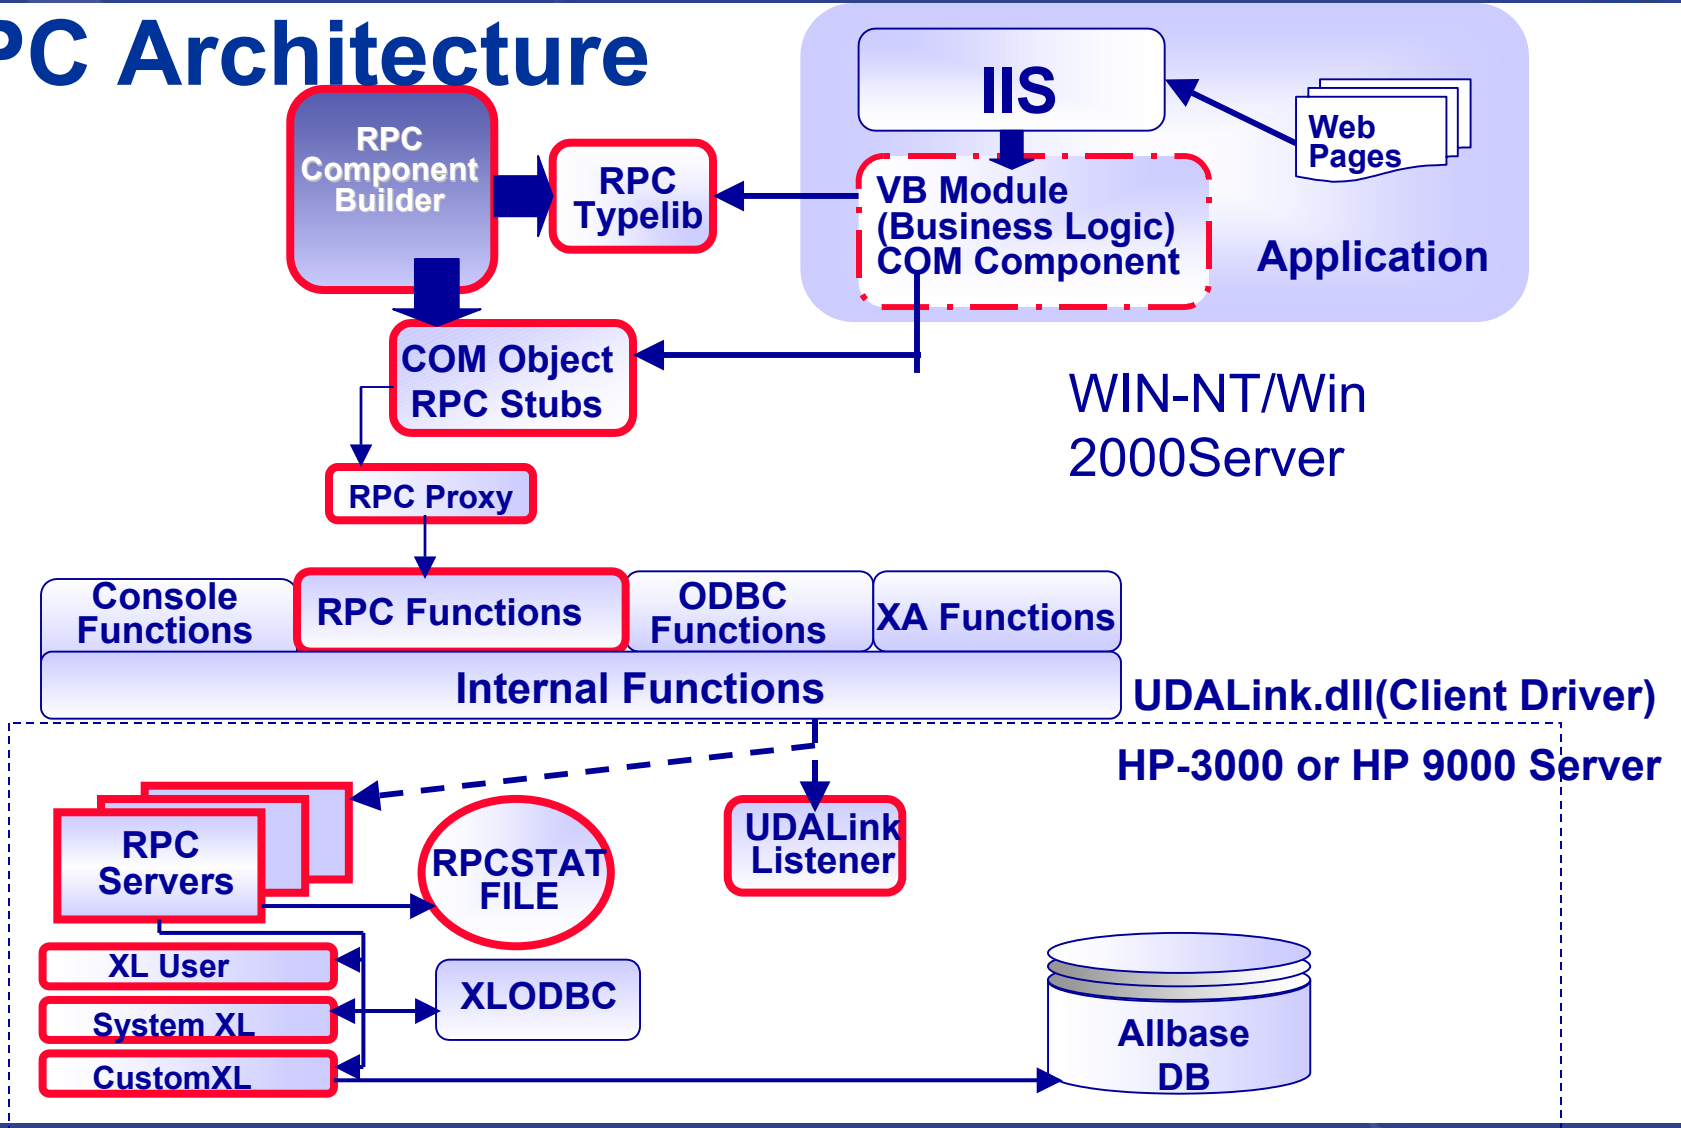 PC Architecture
IIS
Web
Pages
RPC
Component
Builder
RPC
Typelib
VB Module
(Business Logic)
COM Component
Application
COM Object
RPC Stubs
WIN-NT/Win
2000Server
RPC Proxy
Console
Functions
RPC Functions
ODBC
Functions
XA Functions
Internal Functions
UDALink.dll(Client Driver)
HP-3000 or HP 9000 Server
RPC
Servers
RPCSTAT
FILE
UDALink
Listener
XL User
System XL
CustomXL
XLODBC
Allbase
DB